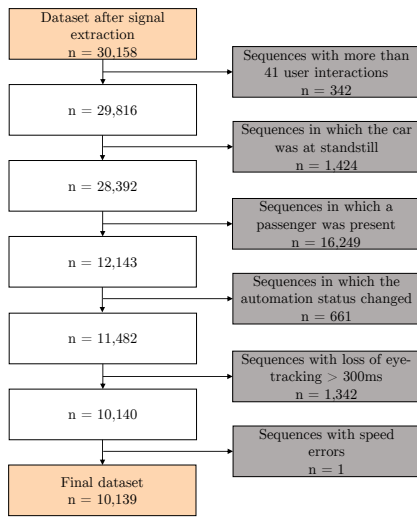 Dataset after signal
extraction
n = 30,158
Sequences with more than
41 user interactions
n = 342
n = 29,816
Sequences in which the car
was at standstill
n = 1,424
n = 28,392
Sequences in which a
passenger was present
n = 16,249
n = 12,143
Sequences in which the
automation status changed
n = 661
n = 11,482
Sequences with loss of eye-
tracking > 300ms
n = 1,342
n = 10,140
Sequences with speed
errors
n = 1
Final dataset
n = 10,139